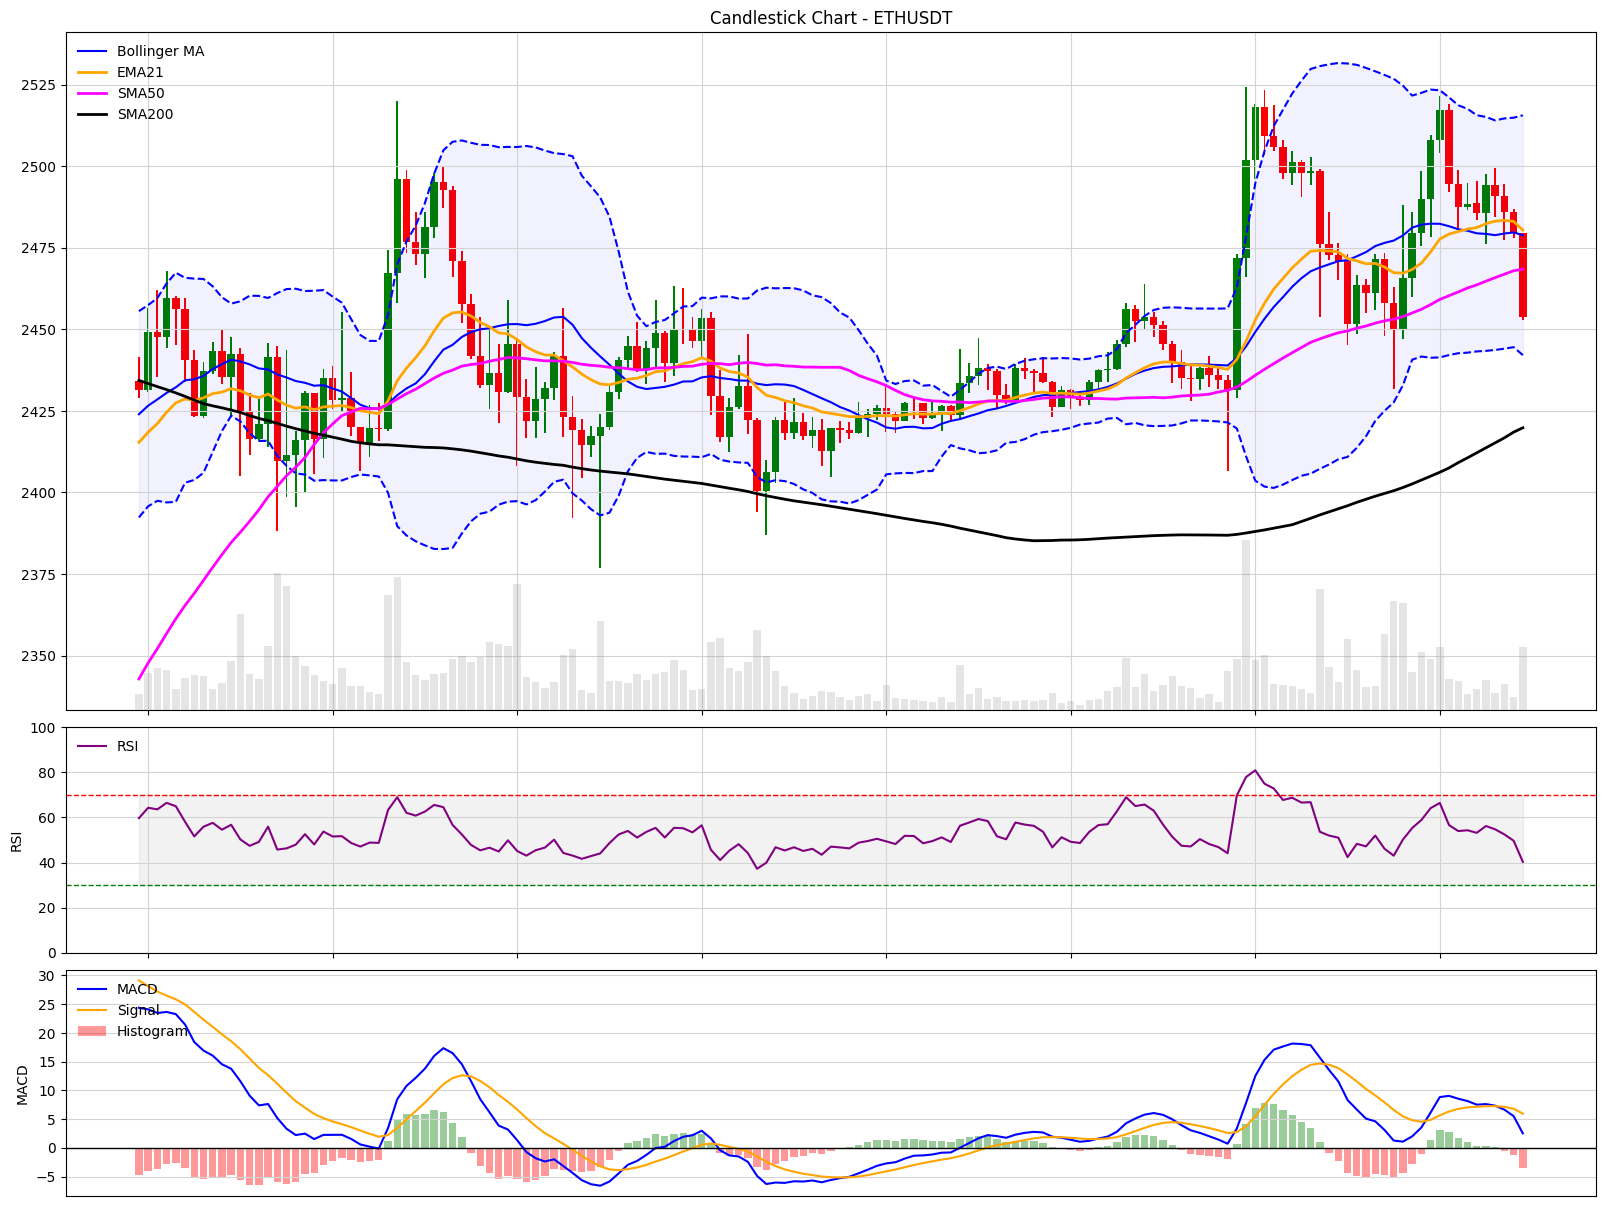 Candlestick Chart - ETHUSDT
Bollinger MA
EMA21
SMA50
SMA200
2525
2500
2475
2450
2425
2400
2375
2350
RSI
100
80
60
40
20
0
RSI
MACD
Signal
Histogram
30
25
20
15
10
5
0
−5
MACD